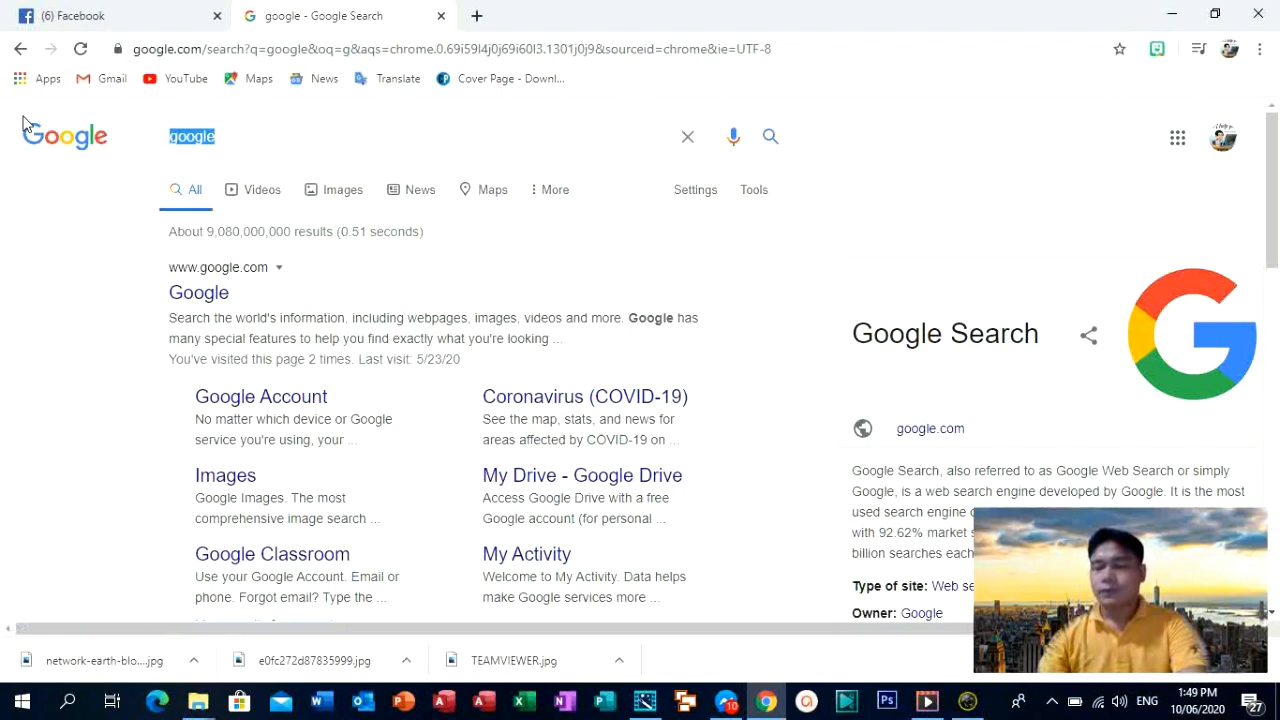 (2) Facebook
google - Google Search
google.com/search?q=google&oq=g&aqs=chrome.0.69i59l4j0j69i60l3.1301j0j9&sourceid=chrome&ie=UTF-8
Apps Gmail YouTube Maps News Translate Cover Page - Downl...
Google google
All Videos Images News Maps More Settings Tools
About 9,080,000,000 results (0.51 seconds)
www.google.com
Google
Search the world's information, including webpages, images, videos and more. Google has
many special features to help you find exactly what you're looking ...
You've visited this page 2 times. Last visit: 5/23/20
Google Account
No matter which device or Google
service you're using, your ...
Coronavirus (COVID-19)
See the map, stats, and news for
areas affected by COVID-19 on ...
Images
Google Images. The most
comprehensive image search ...
My Drive - Google Drive
Access Google Drive with a free
Google account (for personal ...
Google Classroom
Use your Google Account. Email or
phone. Forgot email? Type the ...
My Activity
Welcome to My Activity. Data helps
make Google services more ...
Google Search
google.com
Google Search, also referred to as Google Web Search or simply
Google, is a web search engine developed by Google. It is the most
used search engine
with 92.62% market
billion searches each
Type of site: Web
Owner: Google
network-earth-blo....jpg
e0fc272d87835999.jpg
TEAMVIEWER.jpg
10
ENG
1:49 PM
10/06/2020
27